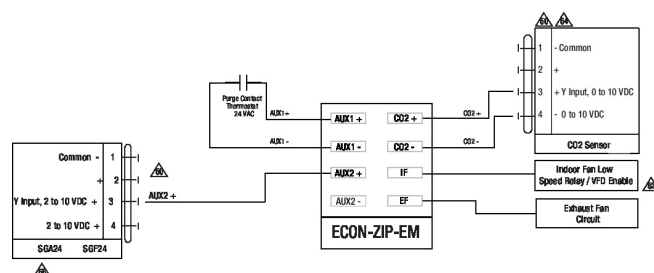 60 64
1 - Common
2 +
3 + Y Input, 0 to 10 VDC
4 - 0 to 10 VDC
CO2 Sensor
Purge Contact
Thermostat
24 VAC
AUX1+
AUX1 -
AUX1 + CO2 +
AUX1 - CO2 -
AUX2 + IF
AUX2 - EF
ECON-ZIP-EM
CO2 +
CO2 -
Indoor Fan Low
Speed Relay / VFD Enable
Exhaust Fan
Circuit
Common - 1
+ 2
Y Input, 2 to 10 VDC + 3
2 to 10 VDC + 4
SGA24 SGF24
60
AUX2 +